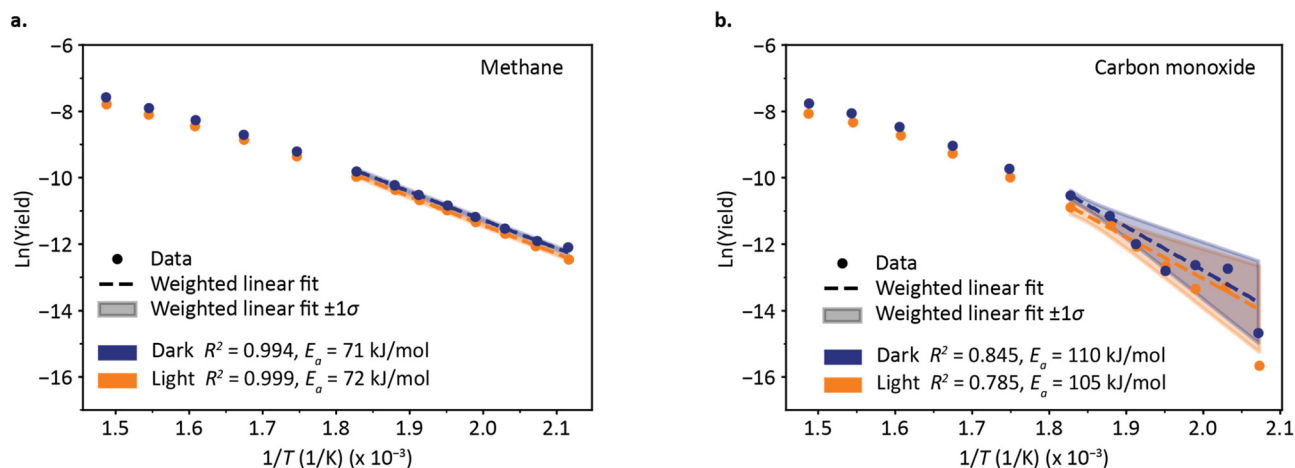 a.
Methane
Ln(Yield)
−6
−8
−10
−12
−14
−16
Data
Weighted linear fit
Weighted linear fit ±1σ
Dark R² = 0.994, Eₐ = 71 kJ/mol
Light R² = 0.999, Eₐ = 72 kJ/mol
1.5 1.6 1.7 1.8 1.9 2.0 2.1
1/T (1/K) (x 10⁻³)
b.
Carbon monoxide
Ln(Yield)
−6
−8
−10
−12
−14
−16
Data
Weighted linear fit
Weighted linear fit ±1σ
Dark R² = 0.845, Eₐ = 110 kJ/mol
Light R² = 0.785, Eₐ = 105 kJ/mol
1.5 1.6 1.7 1.8 1.9 2.0 2.1
1/T (1/K) (x 10⁻³)